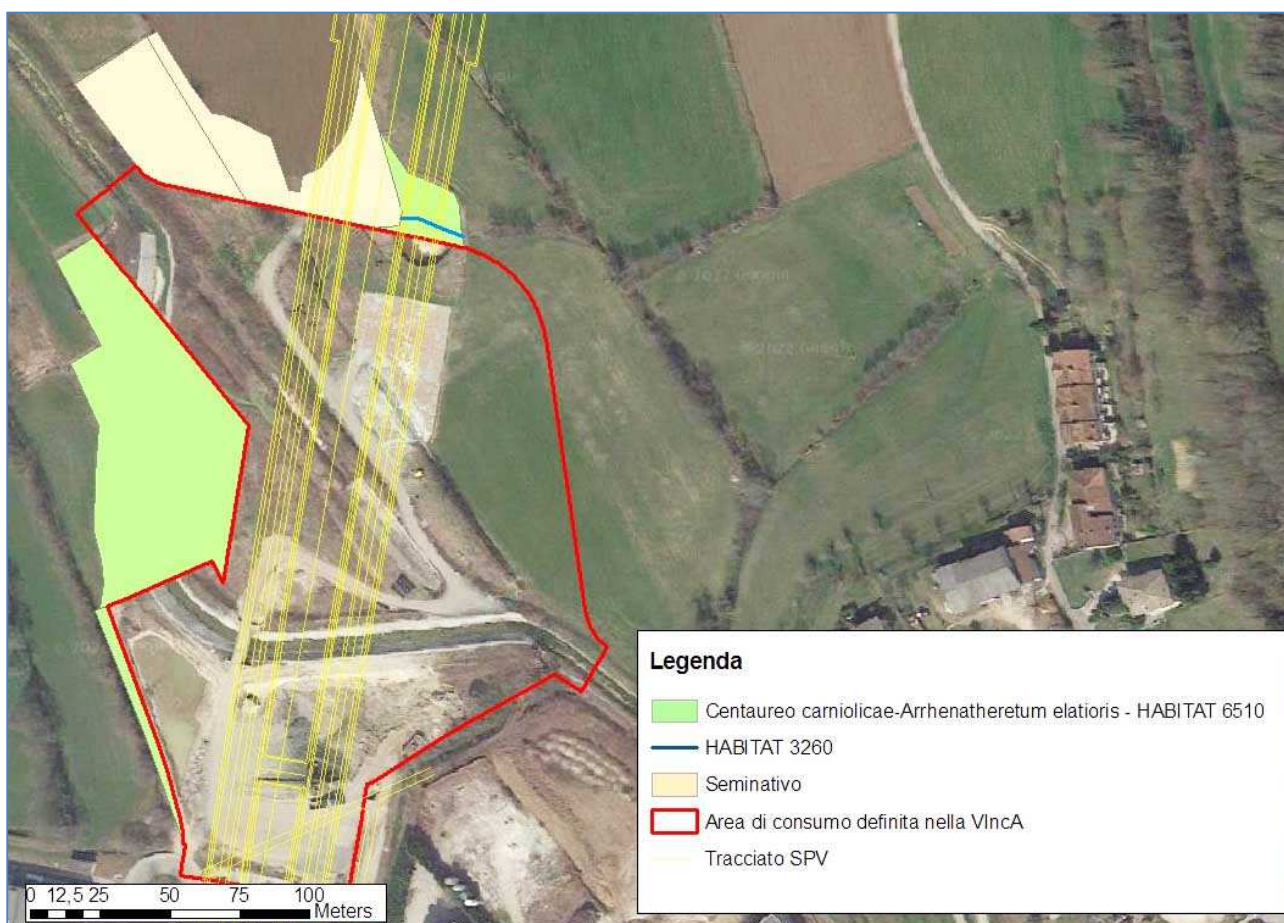 Legenda
Centaureo carniolicae-Arrhenatheretum elatioris - HABITAT 6510
HABITAT 3260
Seminativo
Area di consumo definita nella VIncA
Tracciato SPV
0 12,5 25 50 75 100
Meters